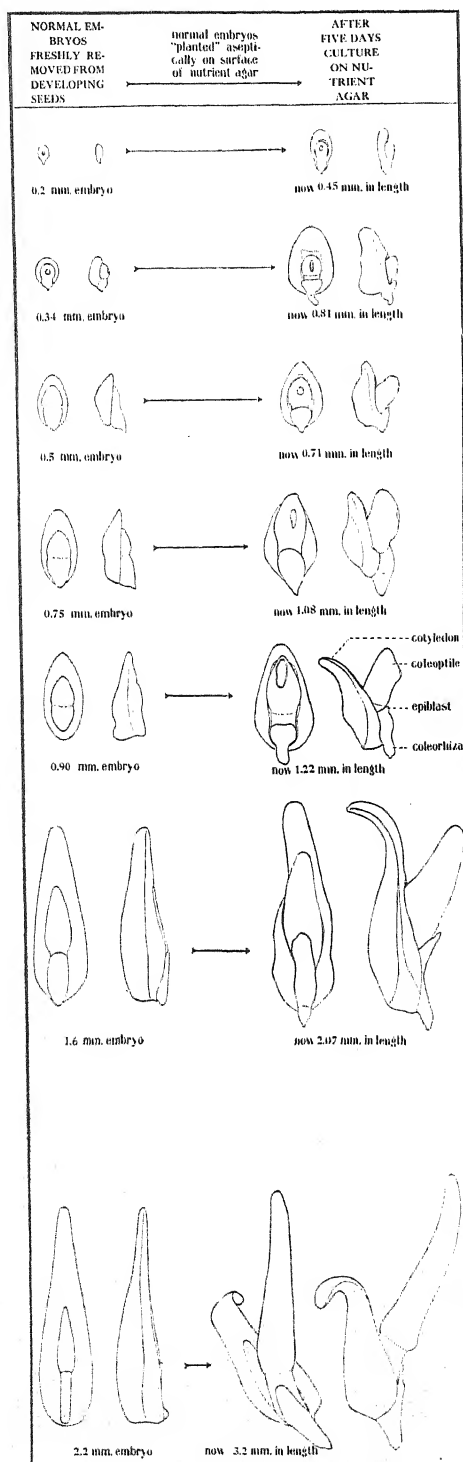 NORMAL EM-
BRYOS
FRESHLY RE-
MOVED FROM
DEVELOPING
SEEDS
normal embryos
"planted" asepti-
cally on surface
of nutrient agar
AFTER
FIVE DAYS
CULTURE
ON NU-
TRIENT
AGAR
0.2 mm. embryo
now 0.45 mm. in length
0.34 mm. embryo
now 0.81 mm. in length
0.5 mm. embryo
now 0.71 mm. in length
0.75 mm. embryo
now 1.08 mm. in length
cotyledon
coleoptile
epiblast
coleorhiza
0.90 mm. embryo
now 1.22 mm. in length
1.6 mm. embryo
now 2.07 mm. in length
2.2 mm. embryo
now 3.2 mm. in length